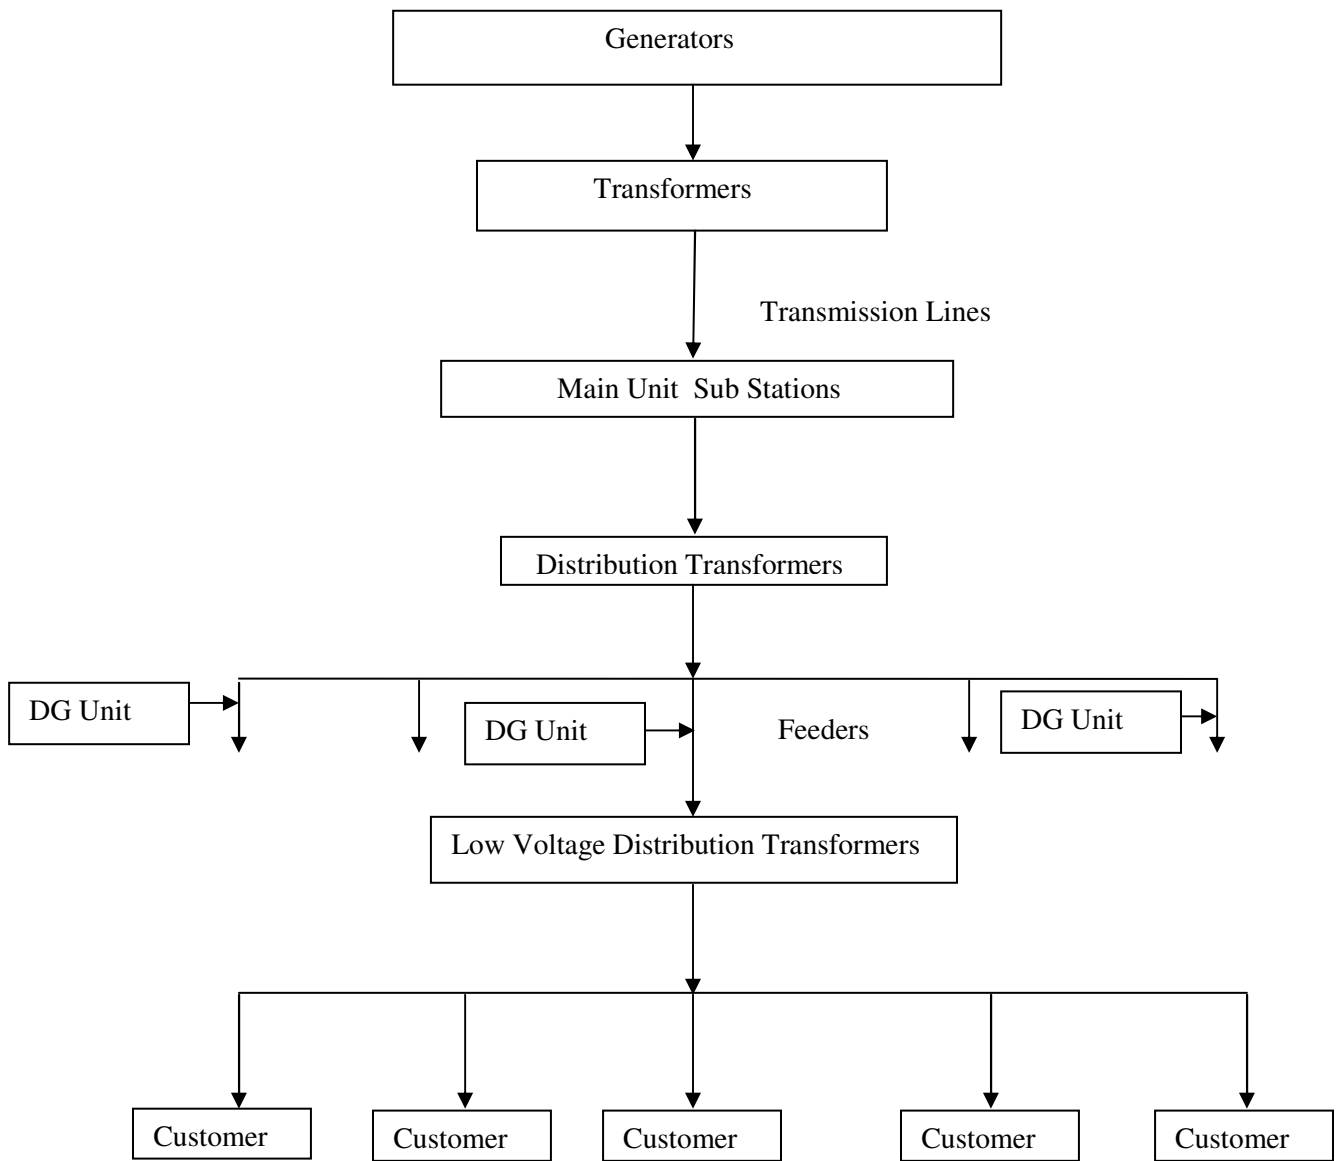 Generators
Transformers
Transmission Lines
Main Unit  Sub Stations
Distribution Transformers
DG Unit
DG Unit
Feeders
DG Unit
Low Voltage Distribution Transformers
Customer
Customer
Customer
Customer
Customer